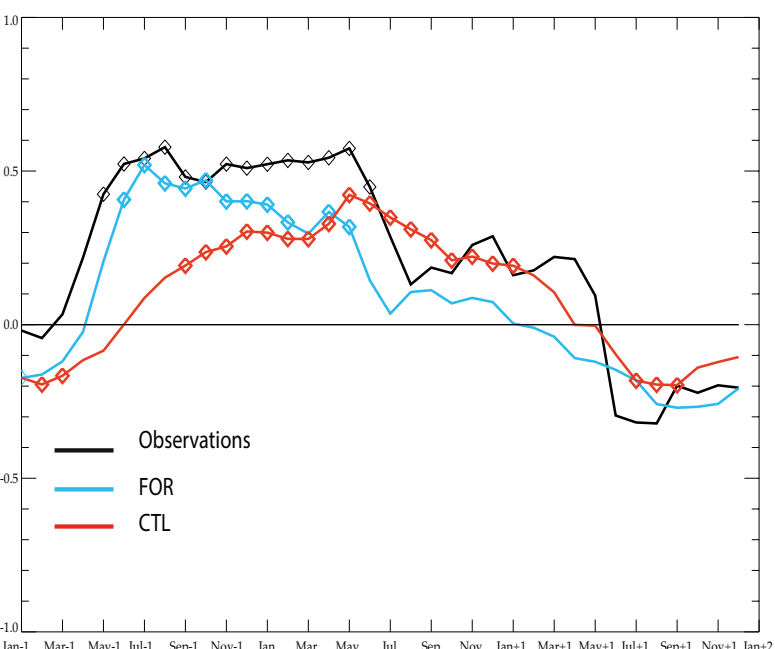 1.0
0.5
0.0
-0.5
-1.0
Observations
FOR
CTL
Jan-1 Mar-1 May-1 Jul-1 Sep-1 Nov-1 Jan Mar May Jul Sep Nov Jan+1 Mar+1 May+1 Jul+1 Sep+1 Nov+1 Jan+2